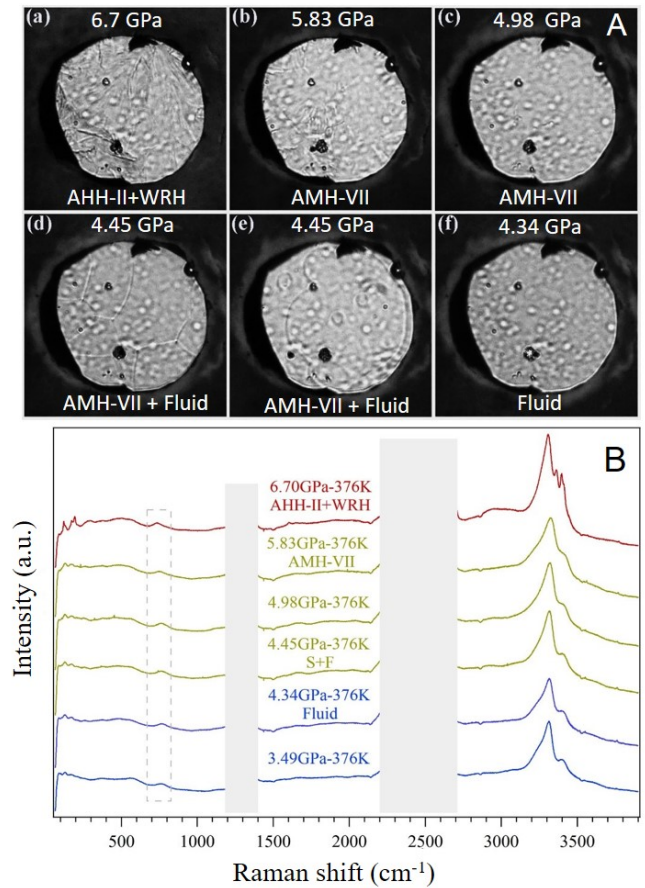 (a) 6.7 GPa (b) 5.83 GPa (c) 4.98 GPa A
AHH-II+WRH AMH-VII AMH-VII
(d) 4.45 GPa (e) 4.45 GPa (f) 4.34 GPa
AMH-VII + Fluid AMH-VII + Fluid Fluid
B
6.70GPa-376K
AHH-II+WRH
5.83GPa-376K
AMH-VII
4.98GPa-376K
4.45GPa-376K
S+F
4.34GPa-376K
Fluid
3.49GPa-376K
Intensity (a.u.)
500 1000 1500 2000 2500 3000 3500
Raman shift (cm⁻¹)